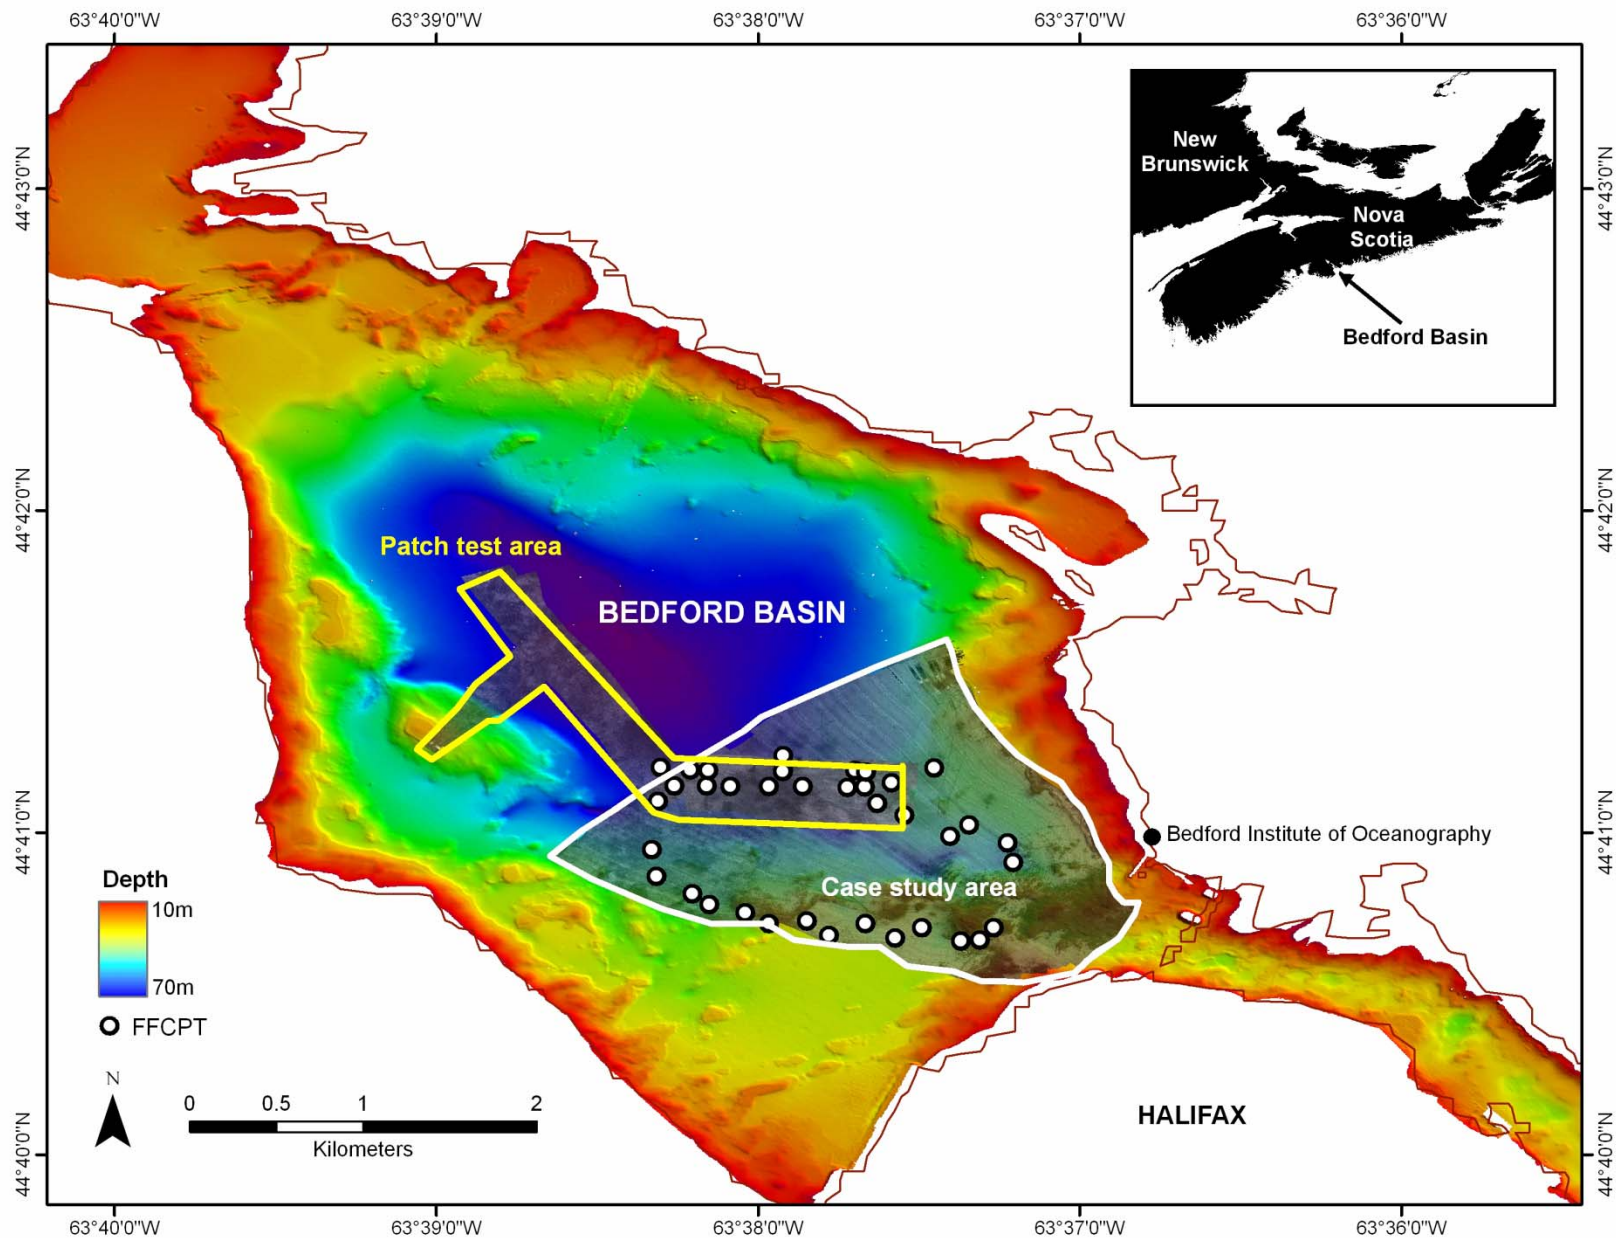 63°40'0"W 63°39'0"W 63°38'0"W 63°37'0"W 63°36'0"W
44°43'0"N
44°43'0"N
New
Brunswick
Nova
Scotia
Bedford Basin
44°42'0"N
44°42'0"N
Patch test area
BEDFORD BASIN
44°41'0"N
44°41'0"N
Bedford Institute of Oceanography
Case study area
Depth
10m
70m
FFCPT
N
0 0.5 1 2
Kilometers
HALIFAX
44°40'0"N
44°40'0"N
63°40'0"W 63°39'0"W 63°38'0"W 63°37'0"W 63°36'0"W